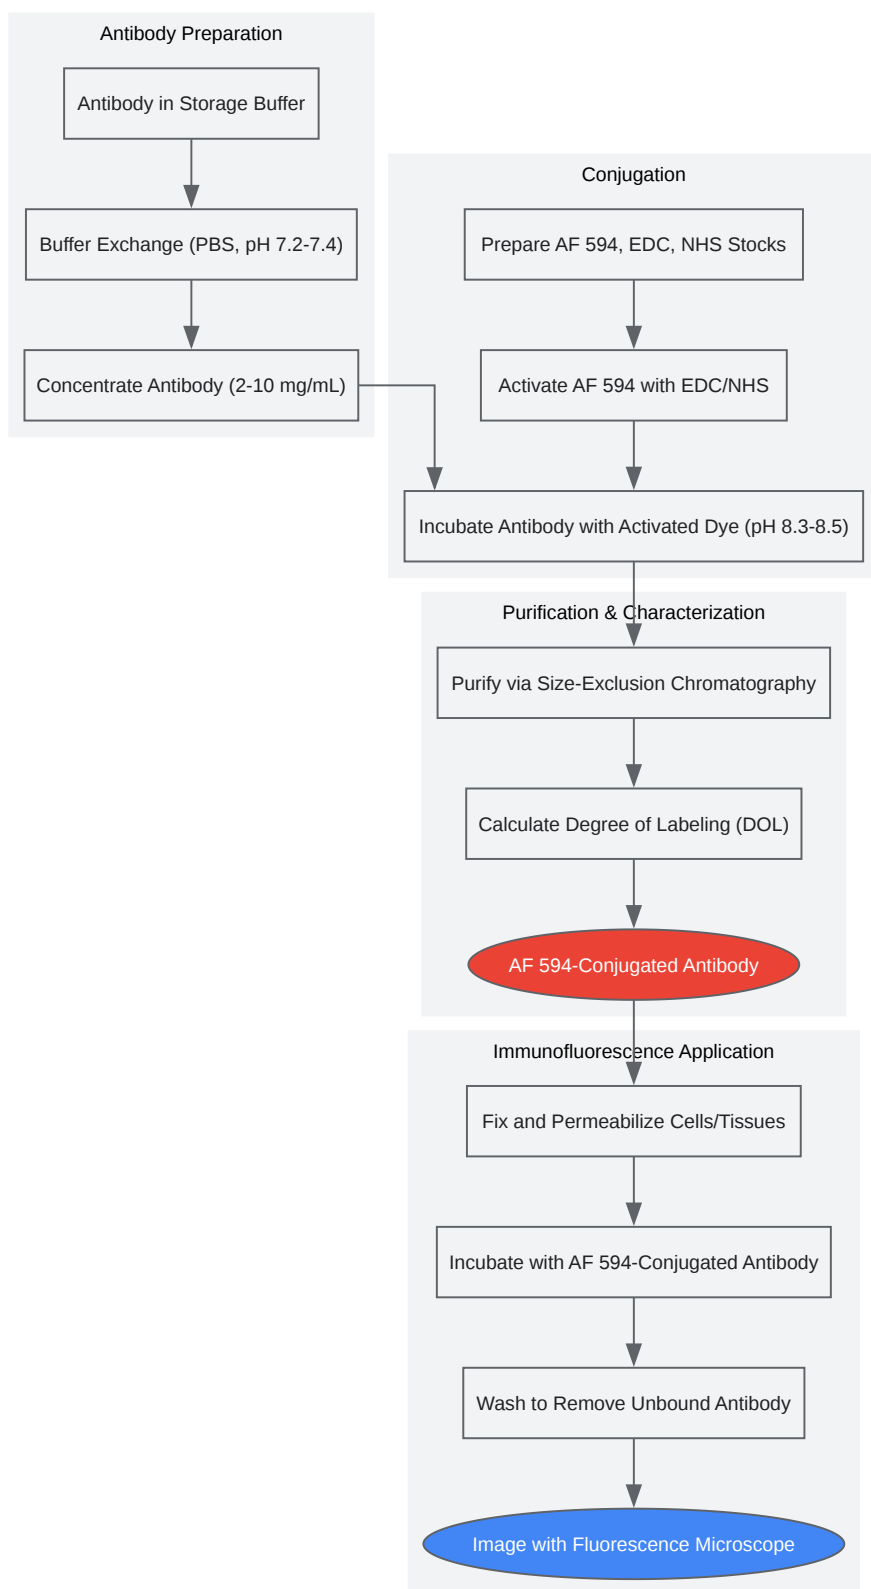 Antibody Preparation
Antibody in Storage Buffer
Buffer Exchange (PBS, pH 7.2-7.4)
Concentrate Antibody (2-10 mg/mL)
Conjugation
Prepare AF 594, EDC, NHS Stocks
Activate AF 594 with EDC/NHS
Incubate Antibody with Activated Dye (pH 8.3-8.5)
Purification & Characterization
Purify via Size-Exclusion Chromatography
Calculate Degree of Labeling (DOL)
AF 594-Conjugated Antibody
Immunofluorescence Application
Fix and Permeabilize Cells/Tissues
Incubate with AF 594-Conjugated Antibody
Wash to Remove Unbound Antibody
Image with Fluorescence Microscope